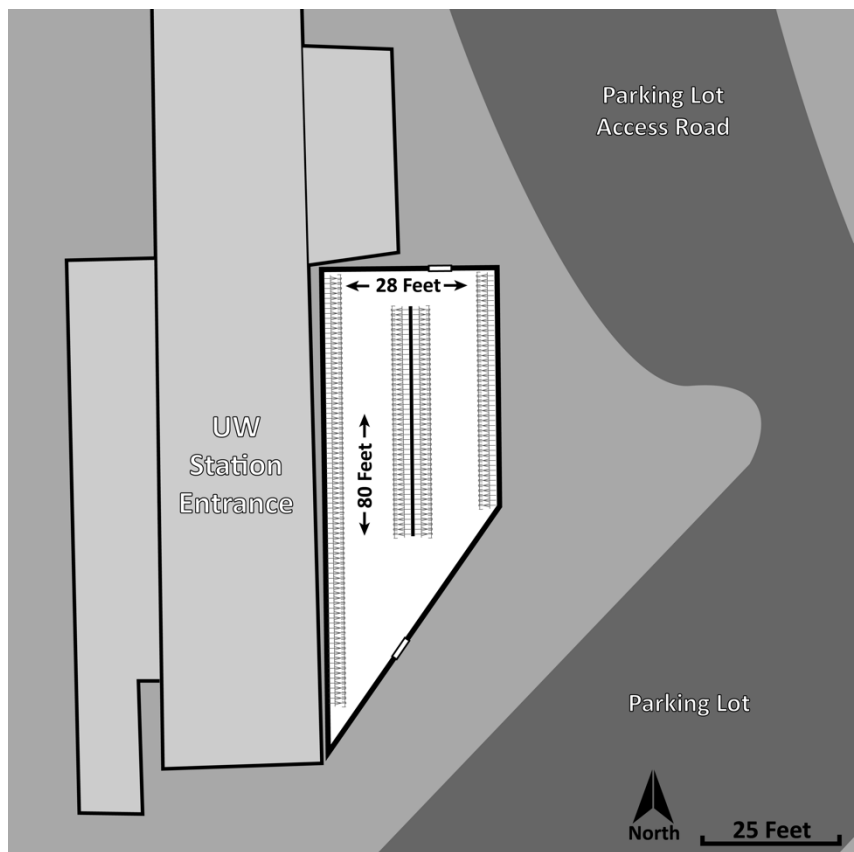 Parking Lot
Access Road
28 Feet
80 Feet
UW
Station
Entrance
Parking Lot
North
25 Feet